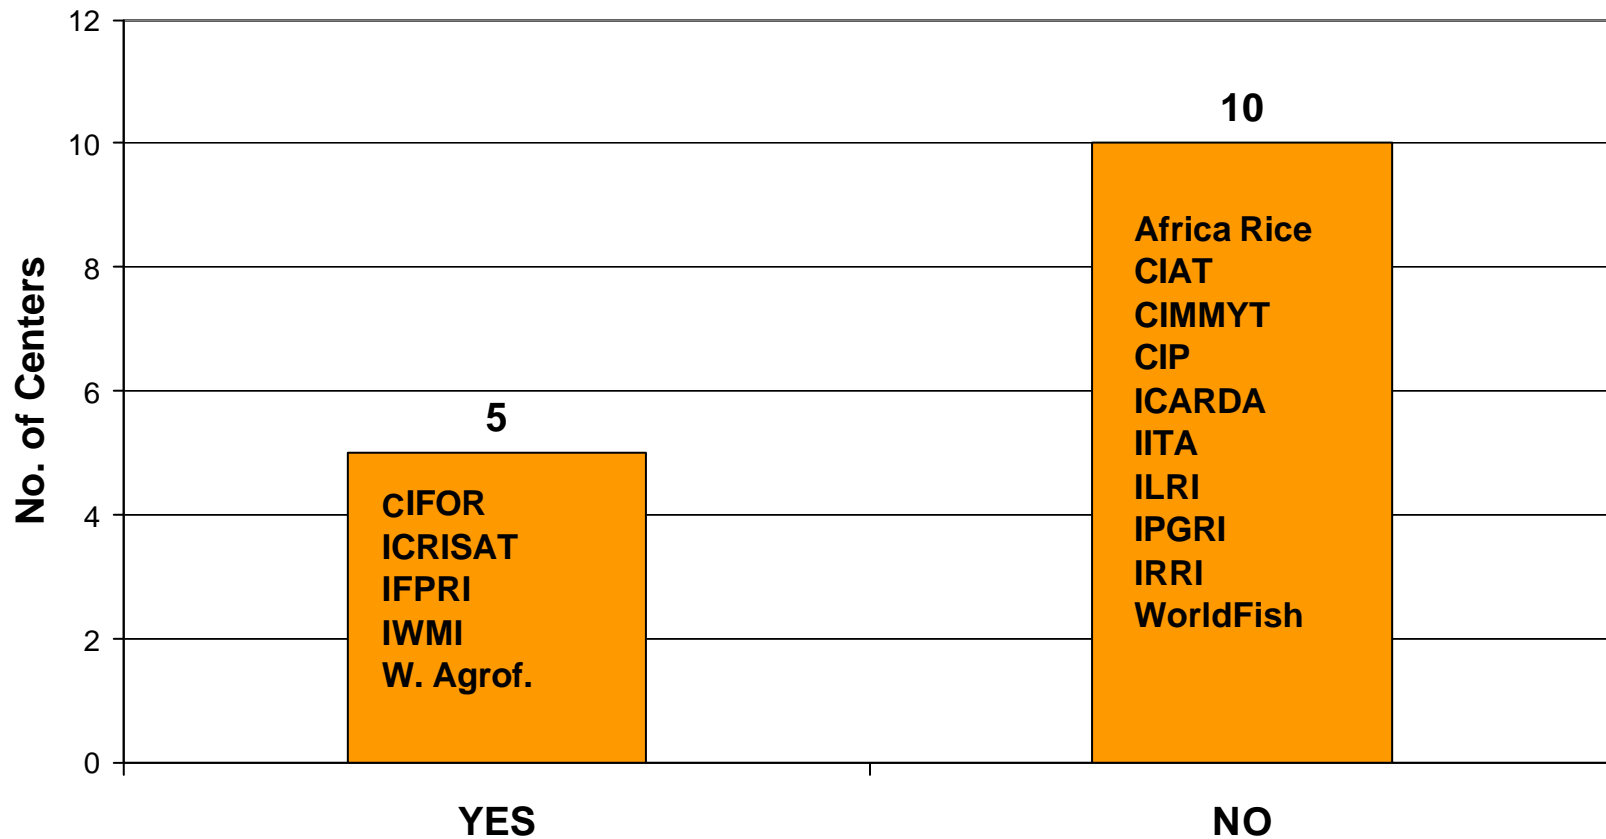 12
10
8
6
4
2
0
No. of Centers
5
CIFOR
ICRISAT
IFPRI
IWMI
W. Agrof.
10
Africa Rice
CIAT
CIMMYT
CIP
ICARDA
IITA
ILRI
IPGRI
IRRI
WorldFish
YES
NO